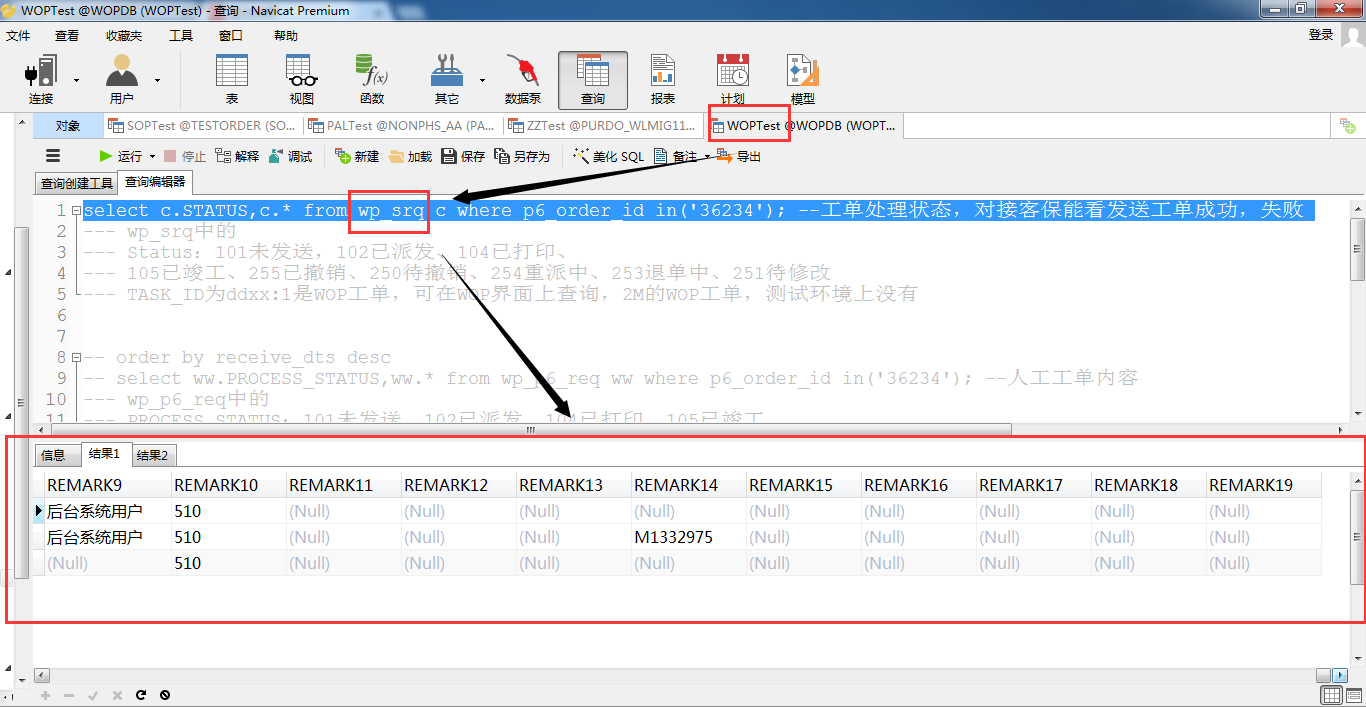 WOPTest @WOPDB (WOPTest) - 查询 - Navicat Premium
文件 查看 收藏夹 工具 窗口 帮助 登录
连接 用户 表 视图 函数 其它 数据泵 查询 报表 计划 模型
对象 SOPTest @TESTORDER (SO... PALTest @NONPHS_AA (PA... ZZTest @PURDO_WLMIG11... WOPTest @WOPDB (WOPT...
运行 停止 解释 调试 新建 加载 保存 另存为 美化 SQL 备注 导出
查询创建工具 查询编辑器
1 select c.STATUS,c.* from wp_srq c where p6_order_id in('36234'); --工单处理状态，对接客保能看发送工单成功，失败
2 --- wp_srq中的
3 --- Status：101未发送，102已派发、104已打印、
4 --- 105已竣工、255已撤销、250待撤销、254重派中、253退单中、251待修改
5 --- TASK_ID为ddxx:1是WOP工单，可在WOP界面上查询，2M的WOP工单，测试环境上没有
6
7
8 -- order by receive_dts desc
9 -- select ww.PROCESS_STATUS,ww.* from wp_p6_req ww where p6_order_id in('36234'); --人工工单内容
10 --- wp_p6_req中的
11 --- PROCESS_STATUS：101未发送，102已派发、104已打印、105已竣工
信息 结果1 结果2
REMARK9 REMARK10 REMARK11 REMARK12 REMARK13 REMARK14 REMARK15 REMARK16 REMARK17 REMARK18 REMARK19
后台系统用户 510 (Null) (Null) (Null) (Null) (Null) (Null) (Null) (Null) (Null)
后台系统用户 510 (Null) (Null) (Null) M1332975 (Null) (Null) (Null) (Null) (Null)
(Null) 510 (Null) (Null) (Null) (Null) (Null) (Null) (Null) (Null) (Null)